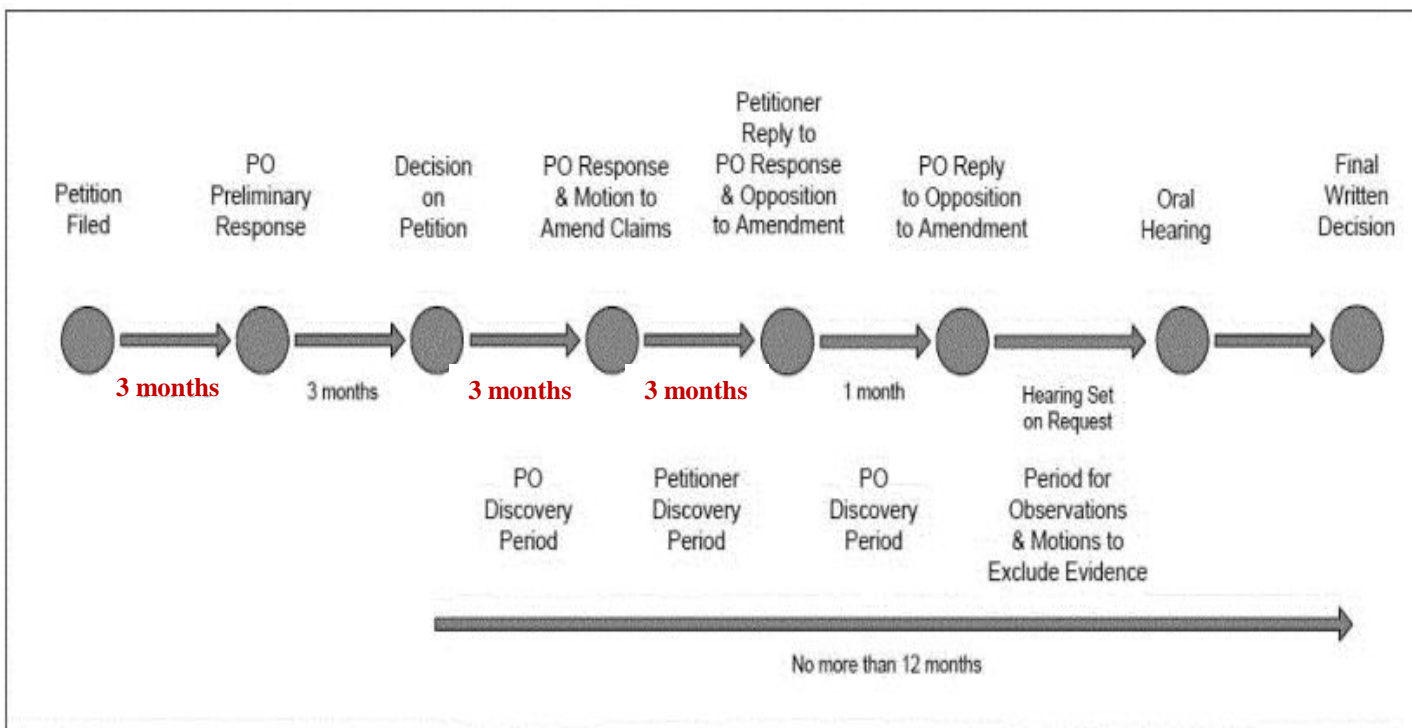 Petition
Filed
PO
Preliminary
Response
Decision
on
Petition
PO Response
& Motion to
Amend Claims
Petitioner
Reply to
PO Response
& Opposition
to Amendment
PO Reply
to Opposition
to Amendment
Oral
Hearing
Final
Written
Decision
3 months
3 months
3 months
3 months
1 month
Hearing Set
on Request
PO
Discovery
Period
Petitioner
Discovery
Period
PO
Discovery
Period
Period for
Observations
& Motions to
Exclude Evidence
No more than 12 months